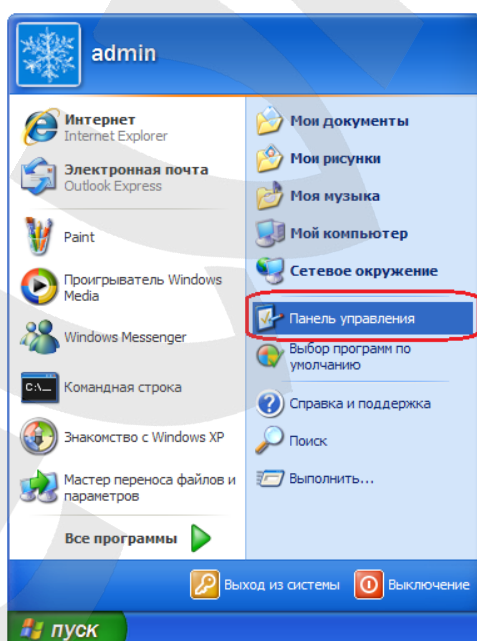 admin
Интернет
Internet Explorer
Электронная почта
Outlook Express
Paint
Проигрыватель Windows
Media
Windows Messenger
Командная строка
Знакомство с Windows XP
Мастер переноса файлов и
параметров
Все программы
Мои документы
Мои рисунки
Моя музыка
Мой компьютер
Сетевое окружение
Панель управления
Выбор программ по
умолчанию
Справка и поддержка
Поиск
Выполнить...
Выход из системы
Выключение
пуск
C:\_